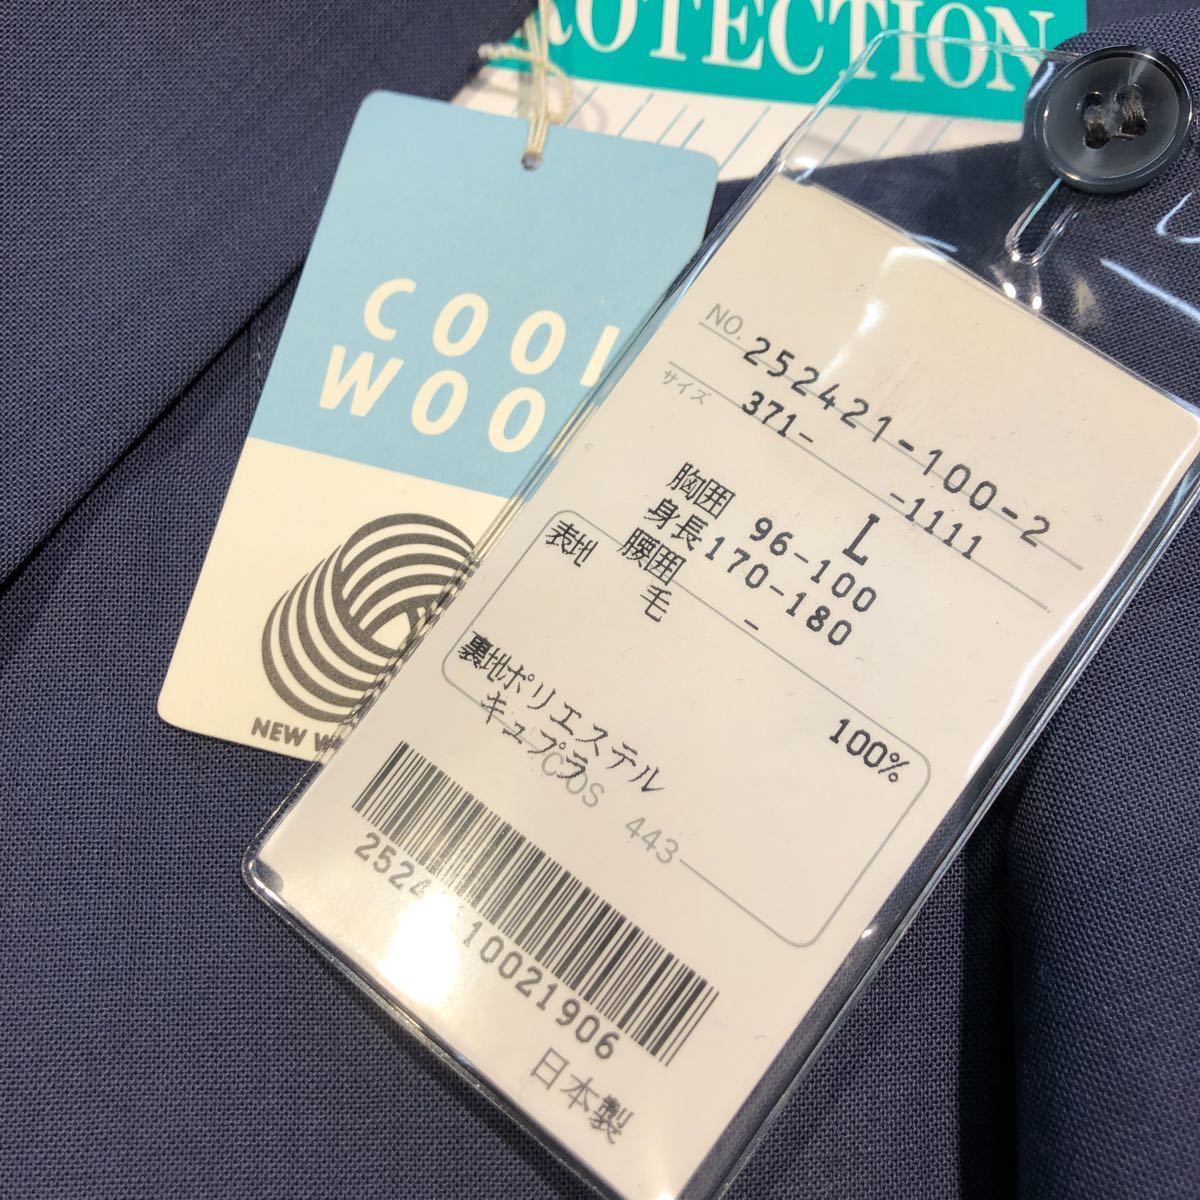 ROTECTION
COOL
WOO
NEW W
NO. 252421-100-2
サイズ 371- -1111
L
胸囲 96-100
身長 170-180
腰囲 -
表地 毛 100%
裏地 ポリエステル
キュプラ
COS 443
日本製